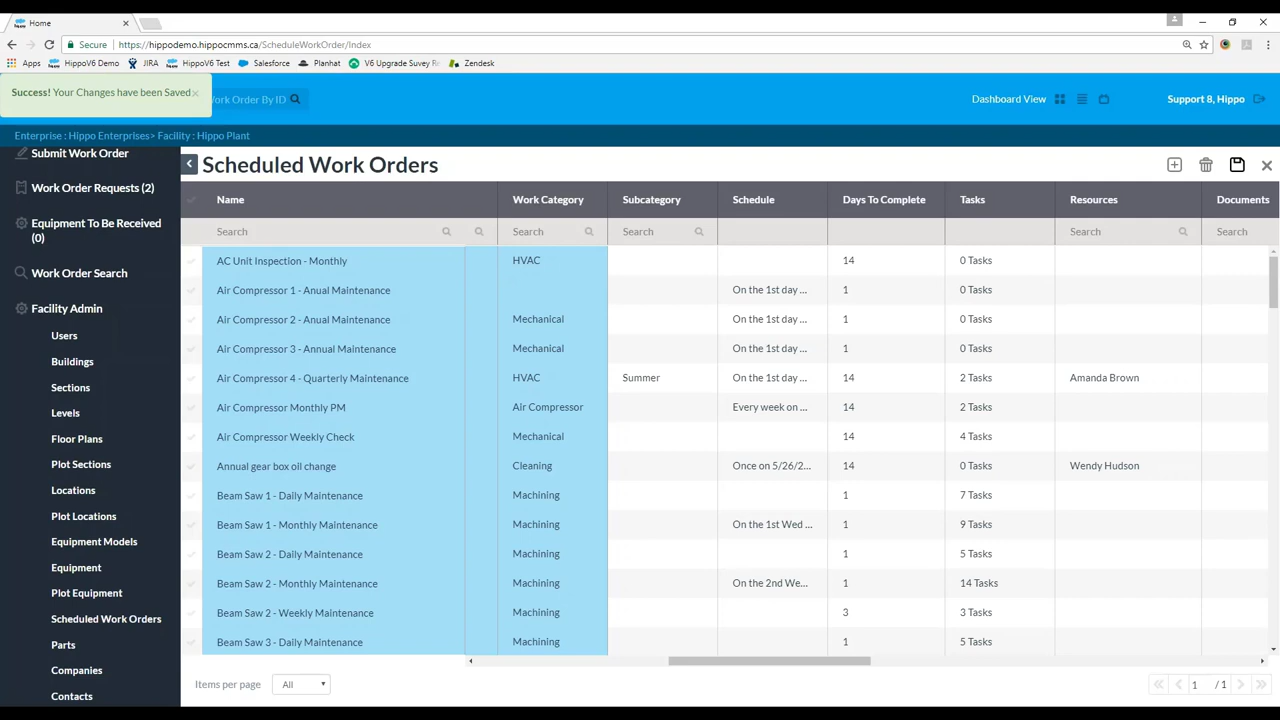 Home
Secure https://hippodemo.hippocmms.ca/ScheduleWorkOrder/Index
Apps HippoV6 Demo JIRA HippoV6 Test Salesforce Planhat V6 Upgrade Suvey Re Zendesk
Success! Your Changes have been Saved
Work Order By ID
Dashboard View
Support 8, Hippo
Enterprise : Hippo Enterprises> Facility : Hippo Plant
Submit Work Order
Work Order Requests (2)
Equipment To Be Received
(0)
Work Order Search
Facility Admin
Users
Buildings
Sections
Levels
Floor Plans
Plot Sections
Locations
Plot Locations
Equipment Models
Equipment
Plot Equipment
Scheduled Work Orders
Parts
Companies
Contacts
Scheduled Work Orders
Name Work Category Subcategory Schedule Days To Complete Tasks Resources Documents
Search Search Search Search Search
AC Unit Inspection - Monthly HVAC 14 0 Tasks
Air Compressor 1 - Anual Maintenance On the 1st day ... 1 0 Tasks
Air Compressor 2 - Anual Maintenance Mechanical On the 1st day ... 1 0 Tasks
Air Compressor 3 - Annual Maintenance Mechanical On the 1st day ... 1 0 Tasks
Air Compressor 4 - Quarterly Maintenance HVAC Summer On the 1st day ... 14 2 Tasks Amanda Brown
Air Compressor Monthly PM Air Compressor Every week on ... 14 2 Tasks
Air Compressor Weekly Check Mechanical 14 4 Tasks
Annual gear box oil change Cleaning Once on 5/26/2... 14 0 Tasks Wendy Hudson
Beam Saw 1 - Daily Maintenance Machining 1 7 Tasks
Beam Saw 1 - Monthly Maintenance Machining On the 1st Wed ... 1 9 Tasks
Beam Saw 2 - Daily Maintenance Machining 1 5 Tasks
Beam Saw 2 - Monthly Maintenance Machining On the 2nd We... 1 14 Tasks
Beam Saw 2 - Weekly Maintenance Machining 3 3 Tasks
Beam Saw 3 - Daily Maintenance Machining 1 5 Tasks
Items per page All
1 / 1